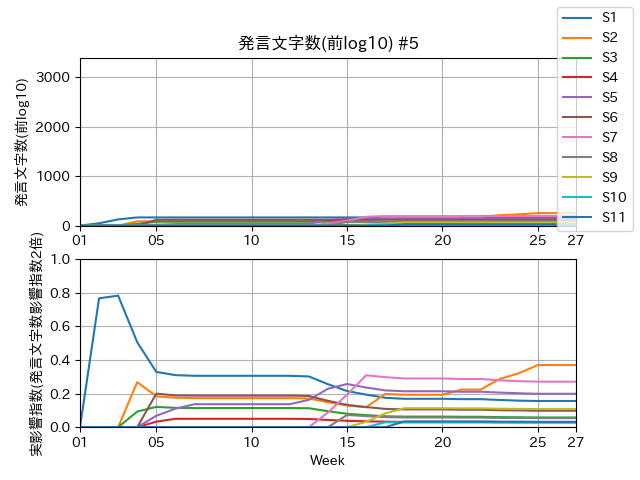 発言文字数(前log10) #5
発言文字数(前log10)
3000
2000
1000
0
01 05 10 15 20 25 27
S1
S2
S3
S4
S5
S6
S7
S8
S9
S10
S11
実影響指数(発言文字数影響指数2倍)
1.0
0.8
0.6
0.4
0.2
0.0
01 05 10 15 20 25 27
Week